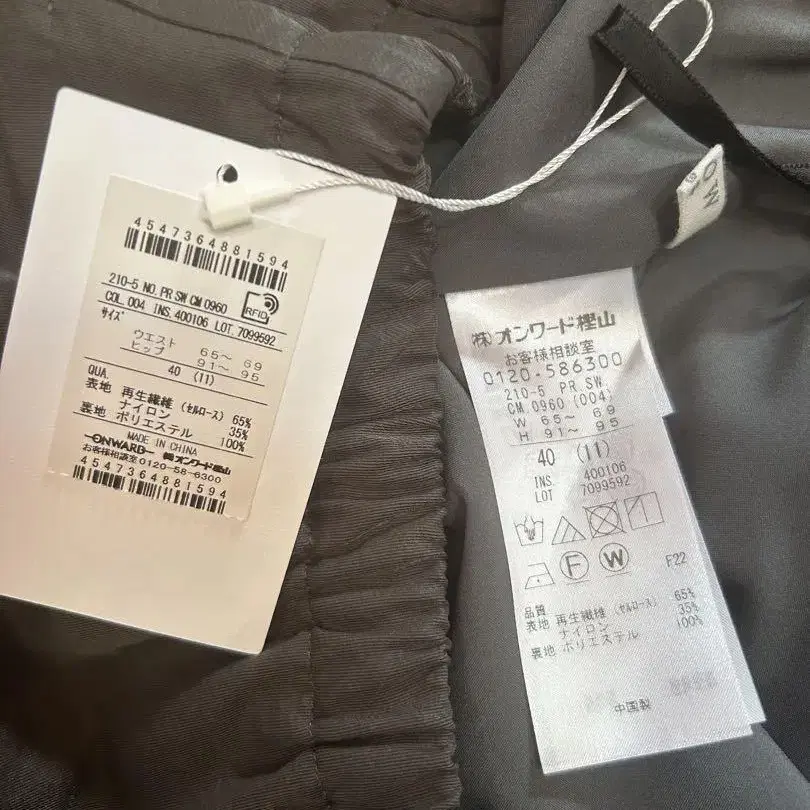 4547364881594
210-5 NO.PR SW CM 0960
RFID
COL. 004 INS. 400106 LOT. 7099592
サイズ
ウエスト 65～ 69
ヒップ 91～ 95
40 (11)
QUA.
表地 再生繊維 (セルロース) 65%
ナイロン 35%
裏地 ポリエステル 100%
MADE IN CHINA
ONWARD ㈱オンワード樫山
お客様相談室0120-58-6300
4547364881594
㈱オンワード樫山
お客様相談室
0120-586300
210-5 PR.SW
CM.0960 (004)
W 65～ 69
H 91～ 95
40 (11)
INS. 400106
LOT 7099592
F W
F22
品質
表地 再生繊維 (セルロース) 65%
ナイロン 35%
裏地 ポリエステル 100%
中国製